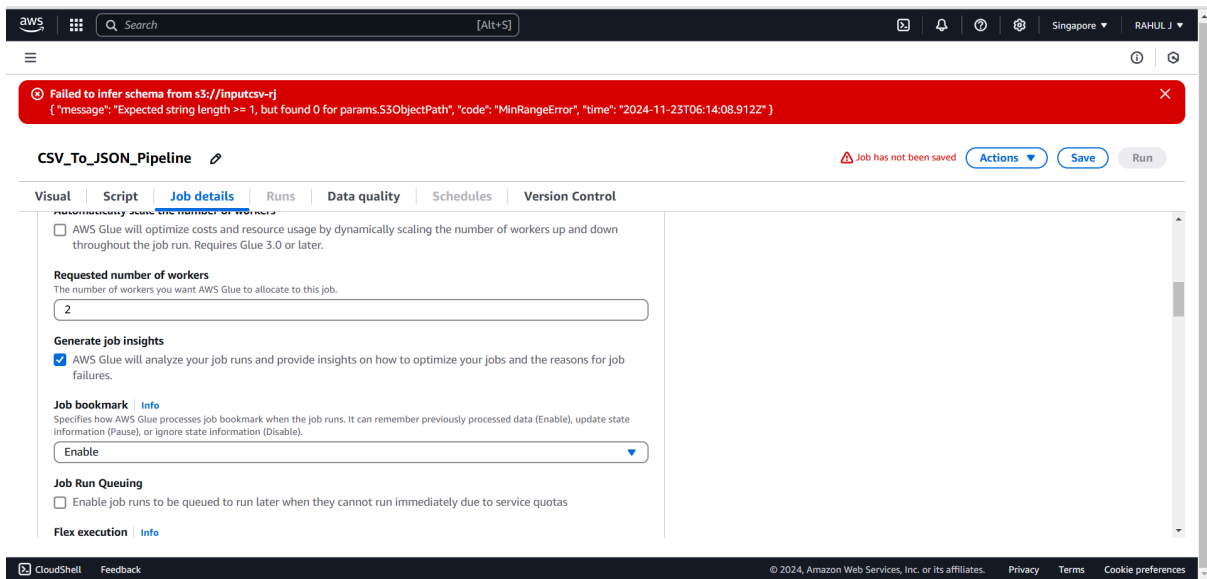 aws
Search [Alt+S] Singapore ▼ RAHUL J ▼
Failed to infer schema from s3://inputcsv-rj
{ "message": "Expected string length >= 1, but found 0 for params.S3ObjectPath", "code": "MinRangeError", "time": "2024-11-23T06:14:08.912Z" }
CSV_To_JSON_Pipeline Job has not been saved Actions ▼ Save Run
Visual Script Job details Runs Data quality Schedules Version Control
Automatically scale the number of workers
AWS Glue will optimize costs and resource usage by dynamically scaling the number of workers up and down
throughout the job run. Requires Glue 3.0 or later.
Requested number of workers
The number of workers you want AWS Glue to allocate to this job.
2
Generate job insights
AWS Glue will analyze your job runs and provide insights on how to optimize your jobs and the reasons for job
failures.
Job bookmark Info
Specifies how AWS Glue processes job bookmark when the job runs. It can remember previously processed data (Enable), update state
information (Pause), or ignore state information (Disable).
Enable
Job Run Queuing
Enable job runs to be queued to run later when they cannot run immediately due to service quotas
Flex execution Info
CloudShell Feedback © 2024, Amazon Web Services, Inc. or its affiliates. Privacy Terms Cookie preferences